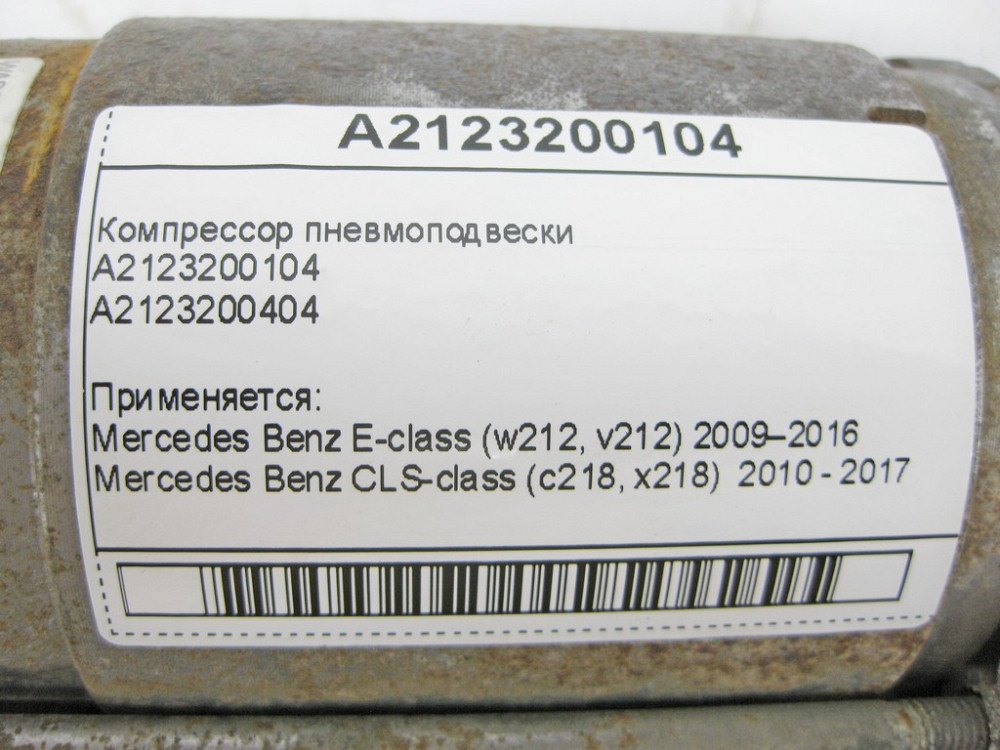 A2123200104
Компрессор пневмоподвески
A2123200104
A2123200404
Применяется:
Mercedes Benz E-class (w212, v212) 2009–2016
Mercedes Benz CLS-class (c218, x218) 2010 - 2017